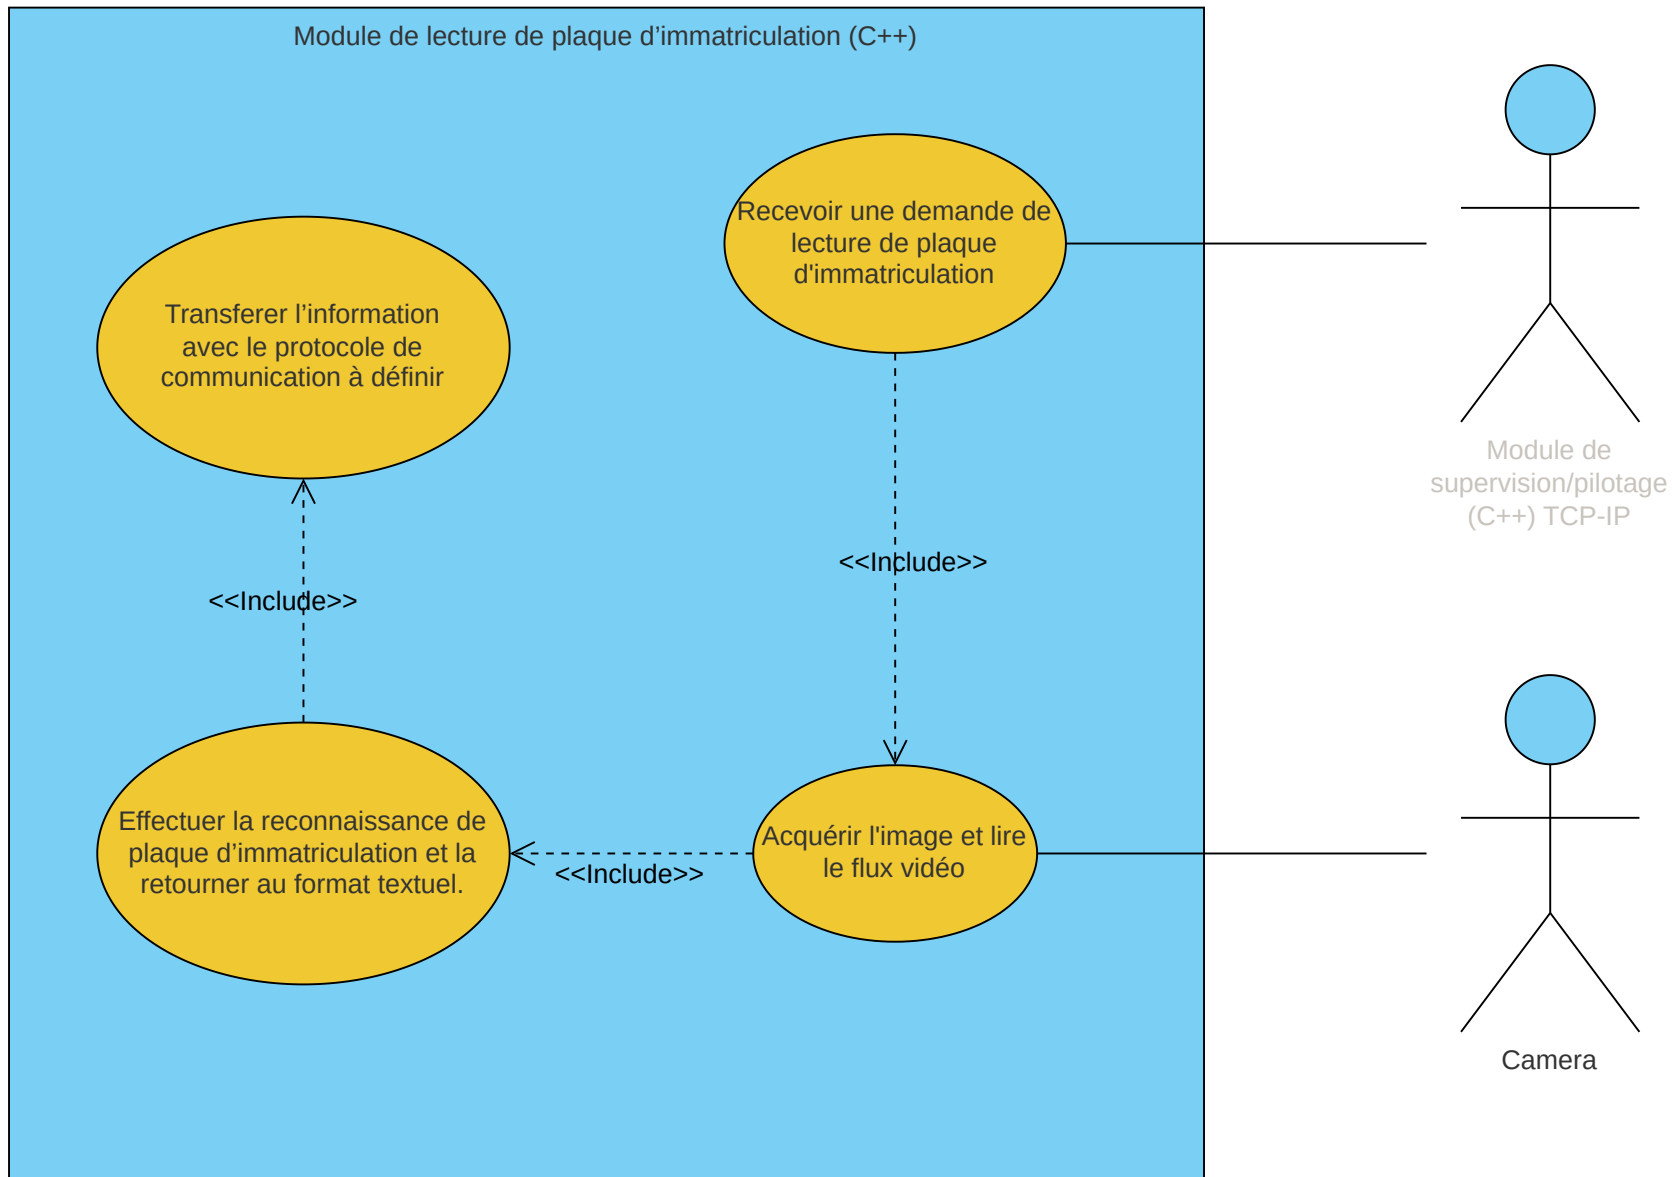 Module de lecture de plaque d’immatriculation (C++)
Recevoir une demande de
lecture de plaque
d'immatriculation
Transferer l’information
avec le protocole de
communication à définir
Module de
supervision/pilotage
(C++) TCP-IP
<<Include>>
<<Include>>
Effectuer la reconnaissance de
plaque d’immatriculation et la
retourner au format textuel.
<<Include>>
Acquérir l'image et lire
le flux vidéo
Camera